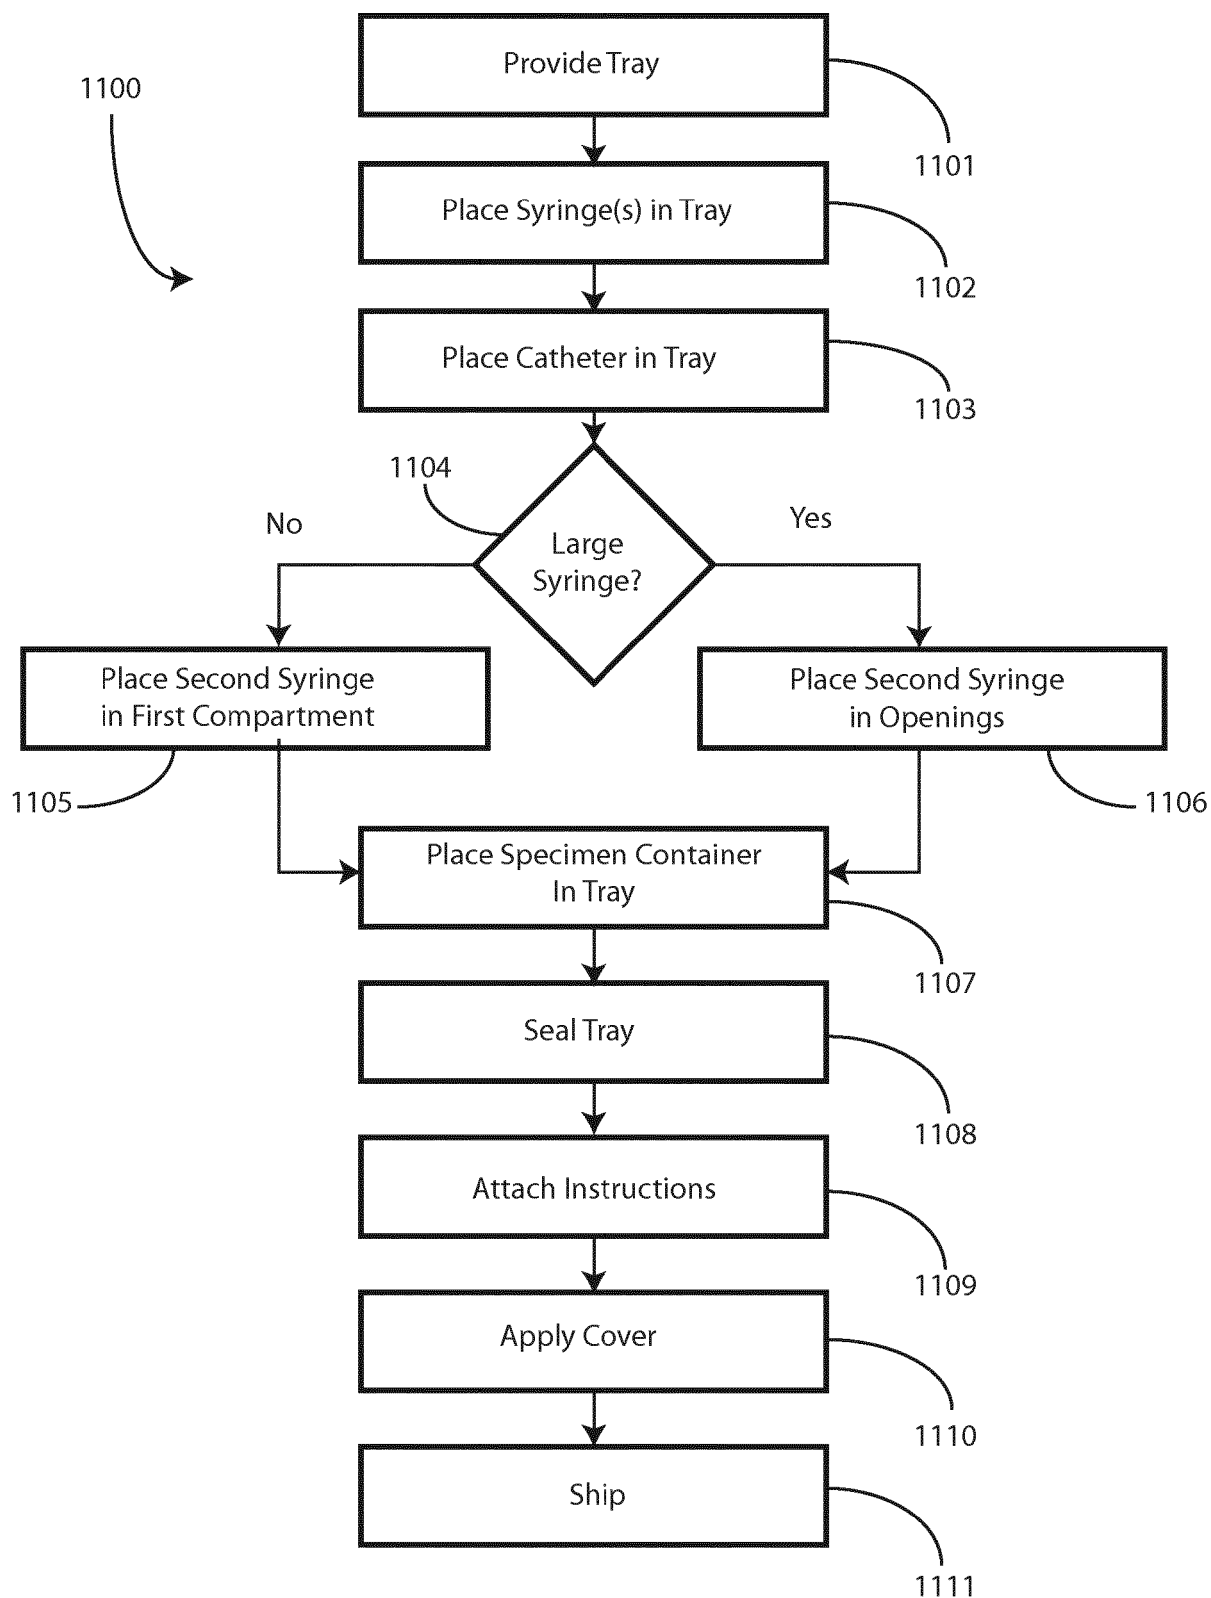 Provide Tray
1100
1101
Place Syringe(s) in Tray
1102
Place Catheter in Tray
1103
1104
No
Yes
Large
Syringe?
Place Second Syringe
in First Compartment
Place Second Syringe
in Openings
1105
1106
Place Specimen Container
In Tray
1107
Seal Tray
1108
Attach Instructions
1109
Apply Cover
1110
Ship
1111